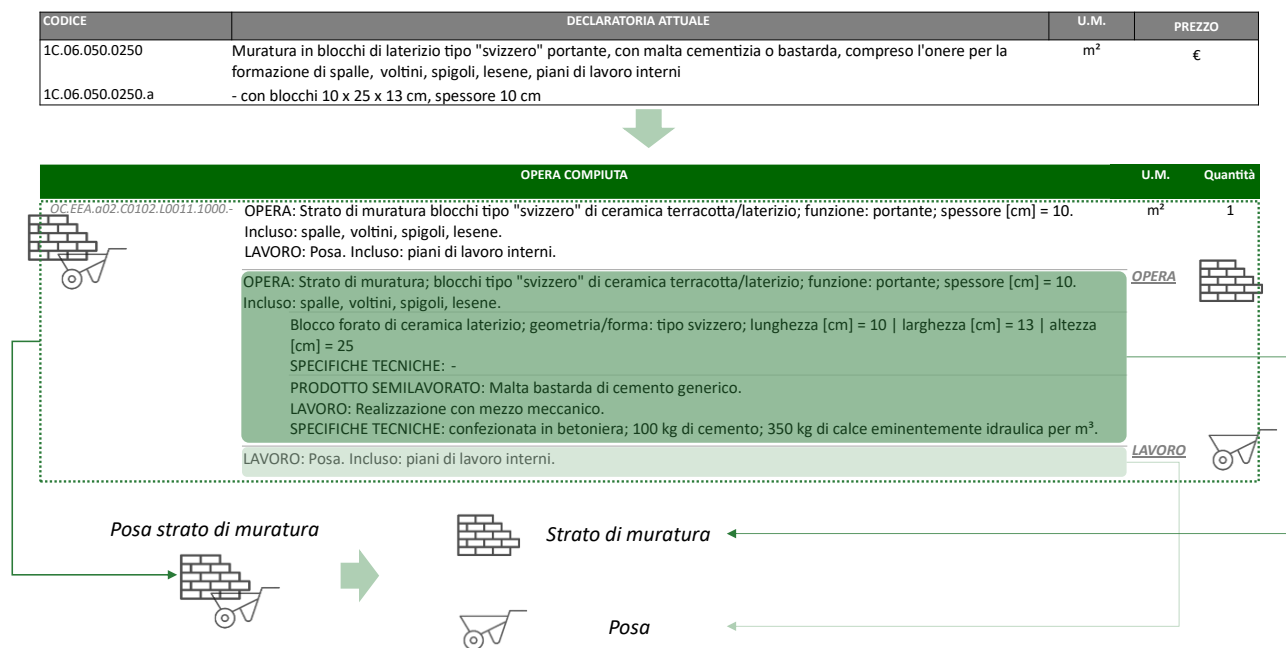 CODICE DECLARATORIA ATTUALE U.M. PREZZO
1C.06.050.0250 Muratura in blocchi di laterizio tipo "svizzero" portante, con malta cementizia o bastarda, compreso l'onere per la m² €
formazione di spalle, voltini, spigoli, lesene, piani di lavoro interni
1C.06.050.0250.a - con blocchi 10 x 25 x 13 cm, spessore 10 cm
OPERA COMPIUTA U.M. Quantità
OC.EEA.a02.C0102.L0011.1000.- OPERA: Strato di muratura blocchi tipo "svizzero" di ceramica terracotta/laterizio; funzione: portante; spessore [cm] = 10. m² 1
Incluso: spalle, voltini, spigoli, lesene.
LAVORO: Posa. Incluso: piani di lavoro interni.
OPERA: Strato di muratura; blocchi tipo "svizzero" di ceramica terracotta/laterizio; funzione: portante; spessore [cm] = 10. OPERA
Incluso: spalle, voltini, spigoli, lesene.
Blocco forato di ceramica laterizio; geometria/forma: tipo svizzero; lunghezza [cm] = 10 | larghezza [cm] = 13 | altezza
[cm] = 25
SPECIFICHE TECNICHE: -
PRODOTTO SEMILAVORATO: Malta bastarda di cemento generico.
LAVORO: Realizzazione con mezzo meccanico.
SPECIFICHE TECNICHE: confezionata in betoniera; 100 kg di cemento; 350 kg di calce eminentemente idraulica per m³.
LAVORO: Posa. Incluso: piani di lavoro interni. LAVORO
Posa strato di muratura
Strato di muratura
Posa